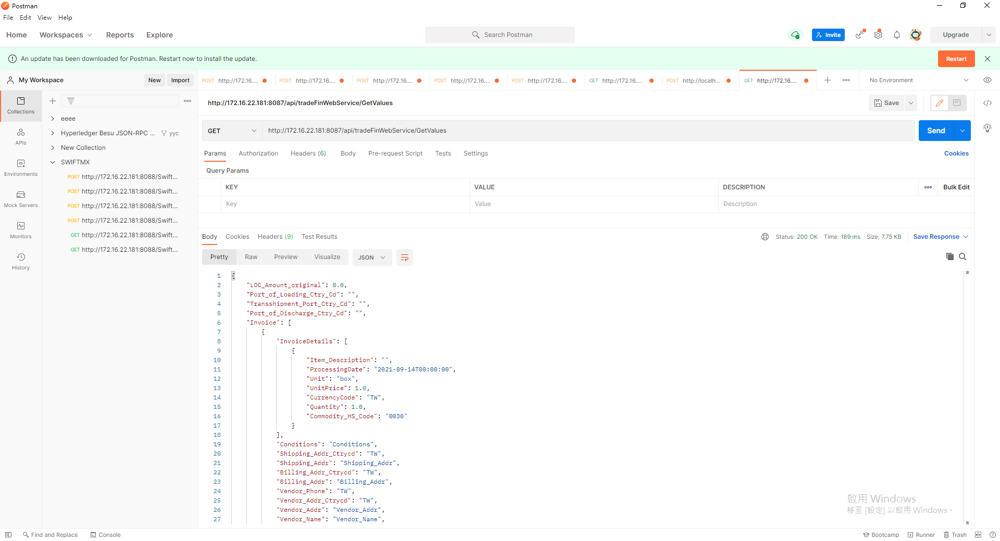 Postman
File Edit View Help
Home Workspaces Reports Explore Search Postman Invite Upgrade
An update has been downloaded for Postman. Restart now to install the update. Restart
My Workspace New Import
POST http://172.16.... POST http://172.16.... POST http://172.16.... POST http://172.16.... POST http://172.16.... GET http://172.16.... POST http://localh... GET http://172.16.... No Environment
Collections
APIs
Environments
Mock Servers
Monitors
History
eeee
Hyperledger Besu JSON-RPC ... yyc
New Collection
SWIFTMX
POST http://172.16.22.181:8088/Swift...
POST http://172.16.22.181:8088/Swift...
POST http://172.16.22.181:8088/Swift...
POST http://172.16.22.181:8088/Swift...
GET http://172.16.22.181:8088/Swift...
GET http://172.16.22.181:8088/Swift...
http://172.16.22.181:8087/api/tradeFinWebService/GetValues Save
GET http://172.16.22.181:8087/api/tradeFinWebService/GetValues Send
Params Authorization Headers (6) Body Pre-request Script Tests Settings Cookies
Query Params
KEY VALUE DESCRIPTION Bulk Edit
Key Value Description
Body Cookies Headers (9) Test Results Status: 200 OK Time: 189 ms Size: 7.75 KB Save Response
Pretty Raw Preview Visualize JSON
1 {
2 "LOC_Amount_original": 0.0,
3 "Port_of_Loading_Ctry_Cd": "",
4 "Transshipment_Port_Ctry_Cd": "",
5 "Port_of_Discharge_Ctry_Cd": "",
6 "Invoice": [
7 {
8 "InvoiceDetails": [
9 {
10 "Item_Description": "",
11 "ProcessingDate": "2021-09-14T00:00:00",
12 "Unit": "box",
13 "UnitPrice": 1.0,
14 "CurrencyCode": "TW",
15 "Quantity": 1.0,
16 "Commodity_HS_Code": "0030"
17 }
18 ],
19 "Conditions": "Conditions",
20 "Shipping_Addr_Ctrycd": "TW",
21 "Shipping_Addr": "Shipping_Addr",
22 "Billing_Addr_Ctrycd": "TW",
23 "Billing_Addr": "Billing_Addr",
24 "Vendor_Phone": "TW",
25 "Vendor_Addr_Ctrycd": "TW",
26 "Vendor_Addr": "Vendor_Addr",
27 "Vendor_Name": "Vendor_Name",
啟用 Windows
移至 [設定] 以啟用 Windows。
Find and Replace Console Bootcamp Runner Trash